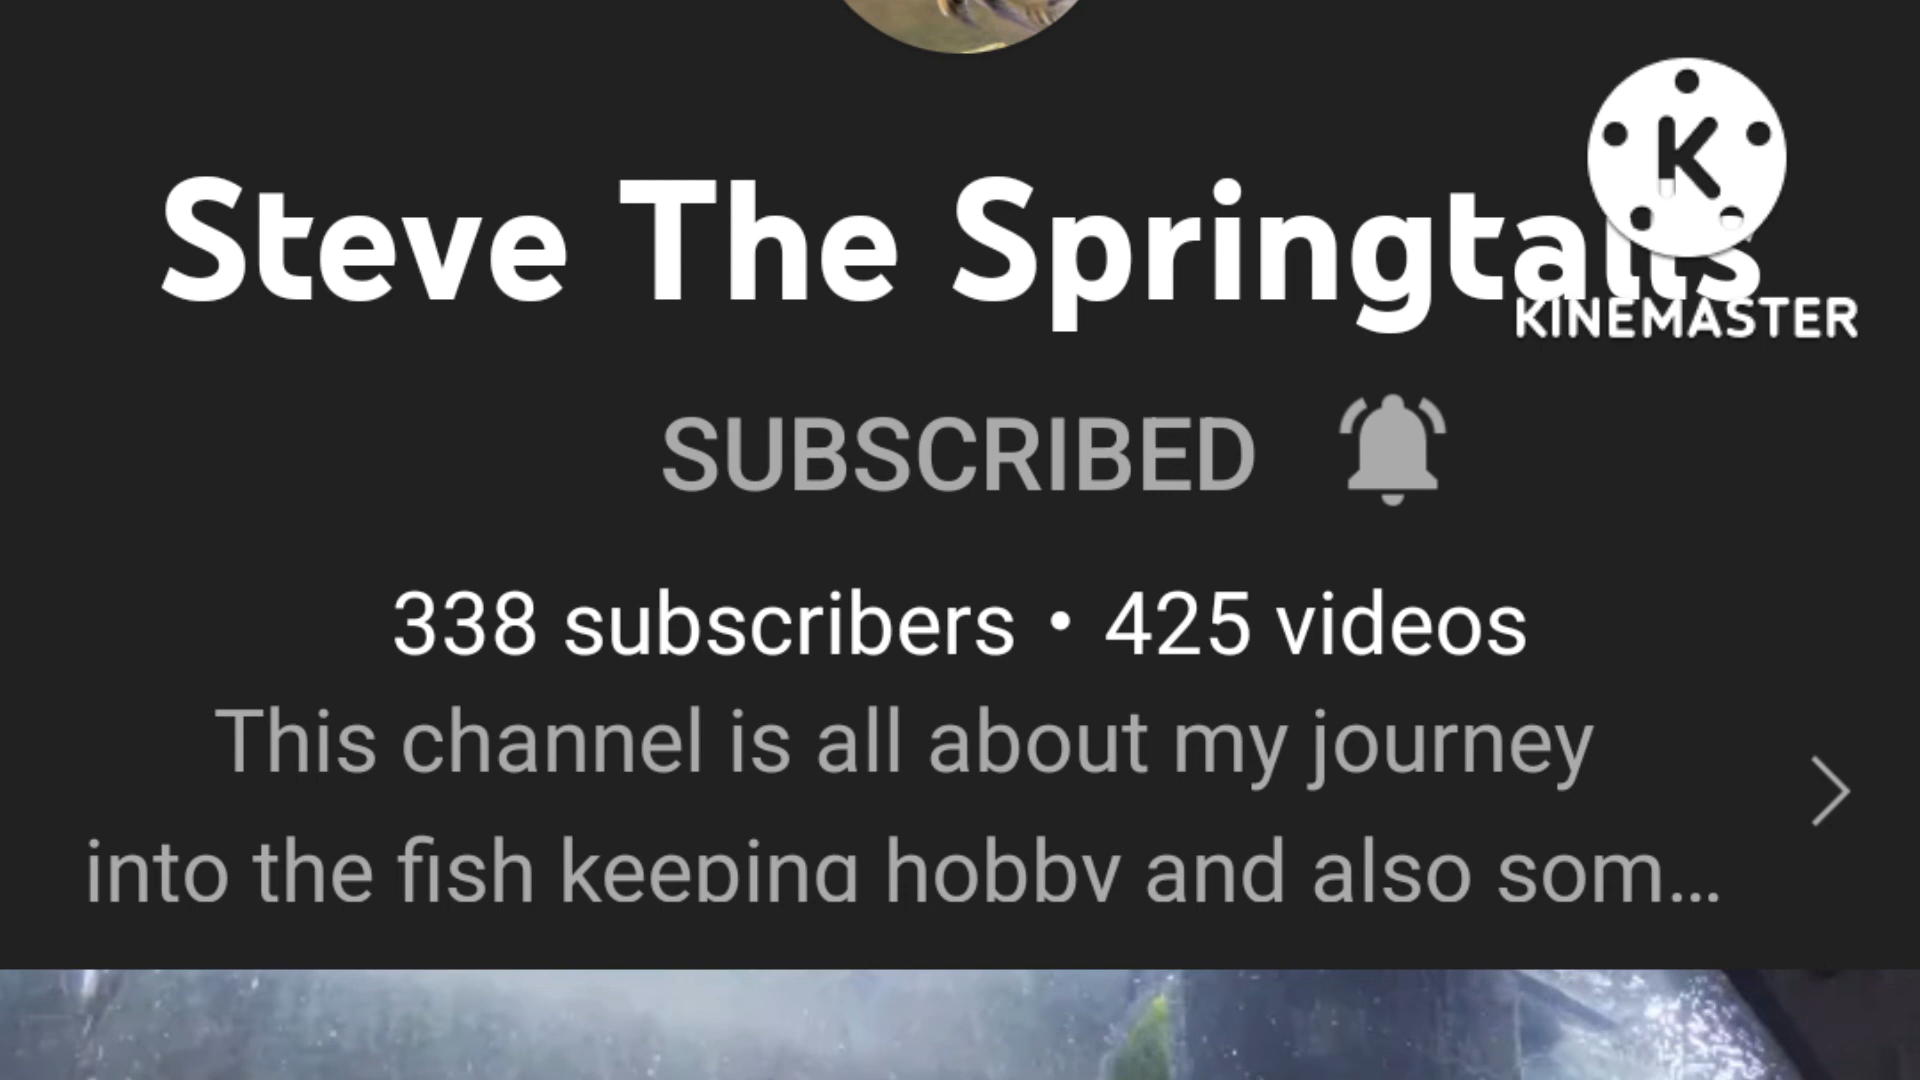 Steve The Springtails
K
KINEMASTER
SUBSCRIBED
338 subscribers • 425 videos
This channel is all about my journey
into the fish keeping hobby and also som...